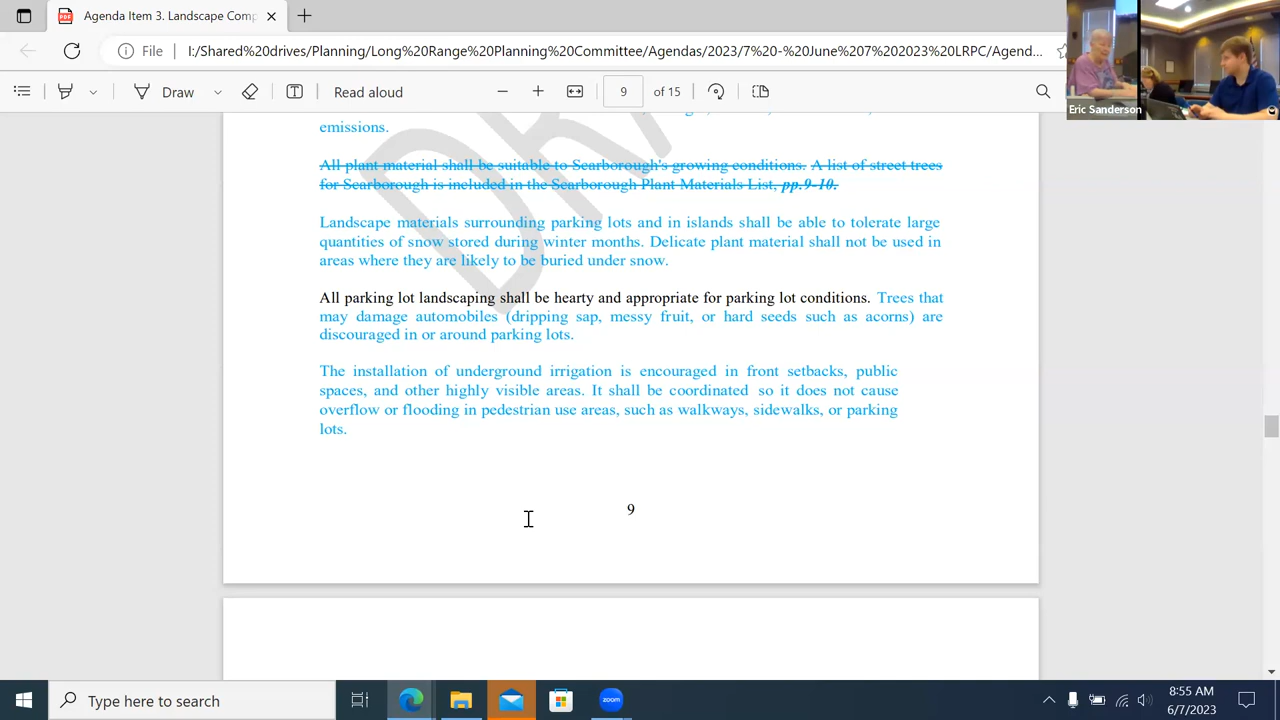 Agenda Item 3. Landscape Comp
File
I:/Shared%20drives/Planning/Long%20Range%20Planning%20Committee/Agendas/2023/7%20-%20June%207%202023%20LRPC/Agend...
Draw
Read aloud
9 of 15
Eric Sanderson
emissions.
All plant material shall be suitable to Scarborough's growing conditions. A list of street trees
for Scarborough is included in the Scarborough Plant Materials List, pp.9-10.
Landscape materials surrounding parking lots and in islands shall be able to tolerate large
quantities of snow stored during winter months. Delicate plant material shall not be used in
areas where they are likely to be buried under snow.
All parking lot landscaping shall be hearty and appropriate for parking lot conditions. Trees that
may damage automobiles (dripping sap, messy fruit, or hard seeds such as acorns) are
discouraged in or around parking lots.
The installation of underground irrigation is encouraged in front setbacks, public
spaces, and other highly visible areas. It shall be coordinated so it does not cause
overflow or flooding in pedestrian use areas, such as walkways, sidewalks, or parking
lots.
9
Type here to search
zoom
8:55 AM
6/7/2023